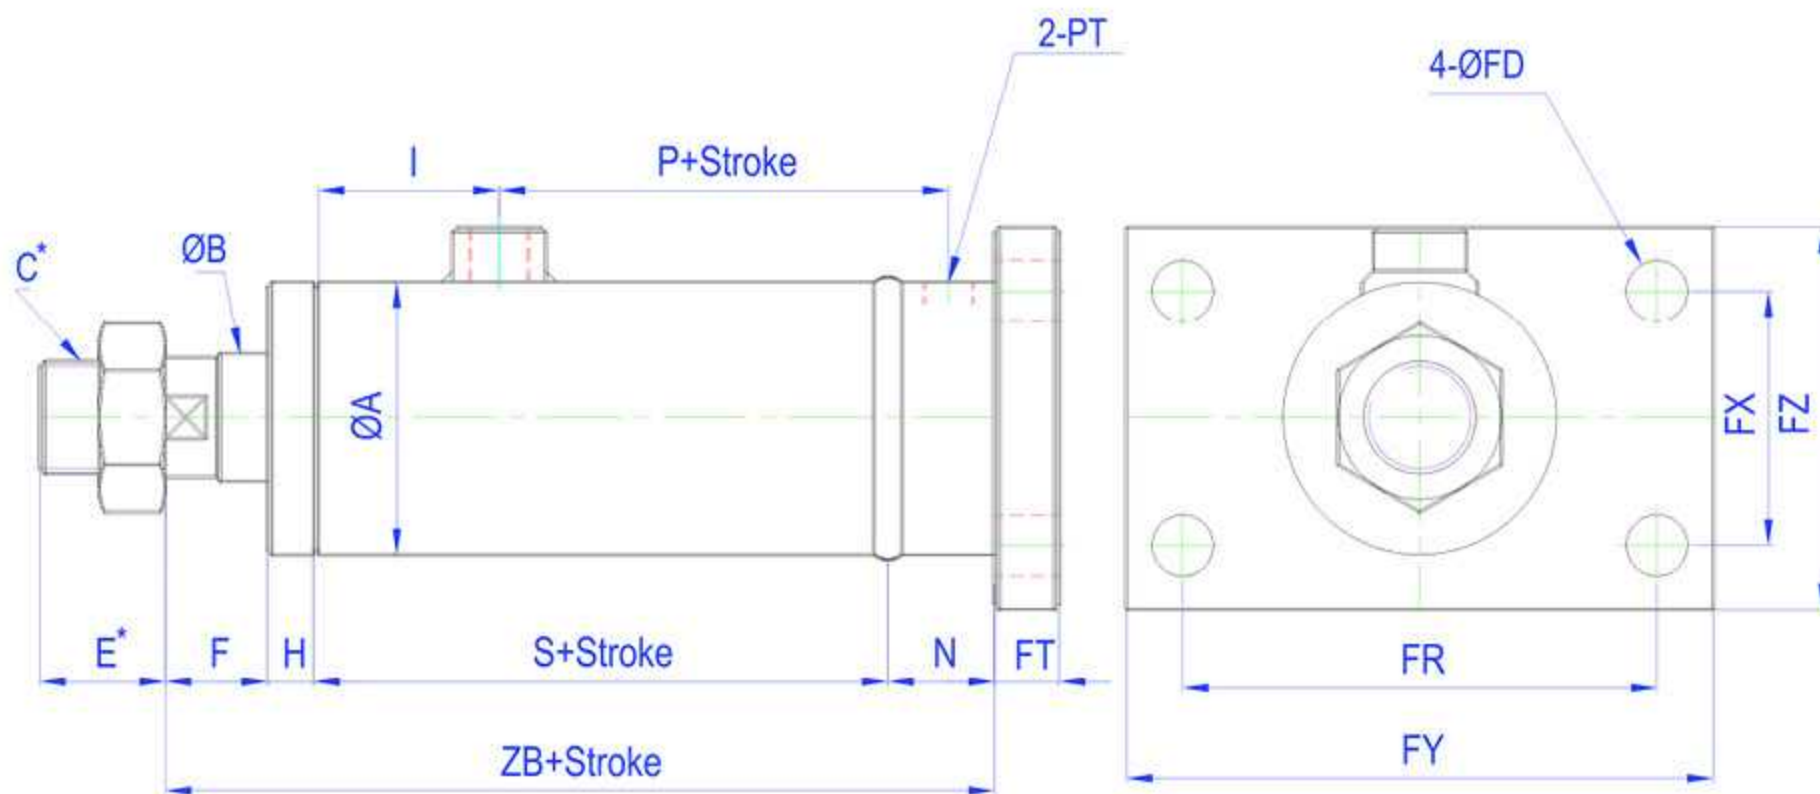 2-PT
4-ØFD
I
P+Stroke
C*
ØB
ØA
FX
FZ
E*
F
H
S+Stroke
N
FT
FR
ZB+Stroke
FY